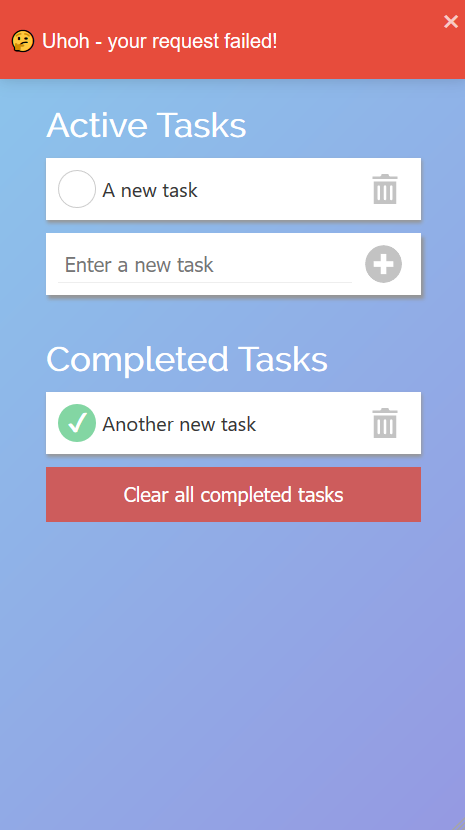 🤔 Uhoh - your request failed!
Active Tasks
A new task
Enter a new task
Completed Tasks
Another new task
Clear all completed tasks